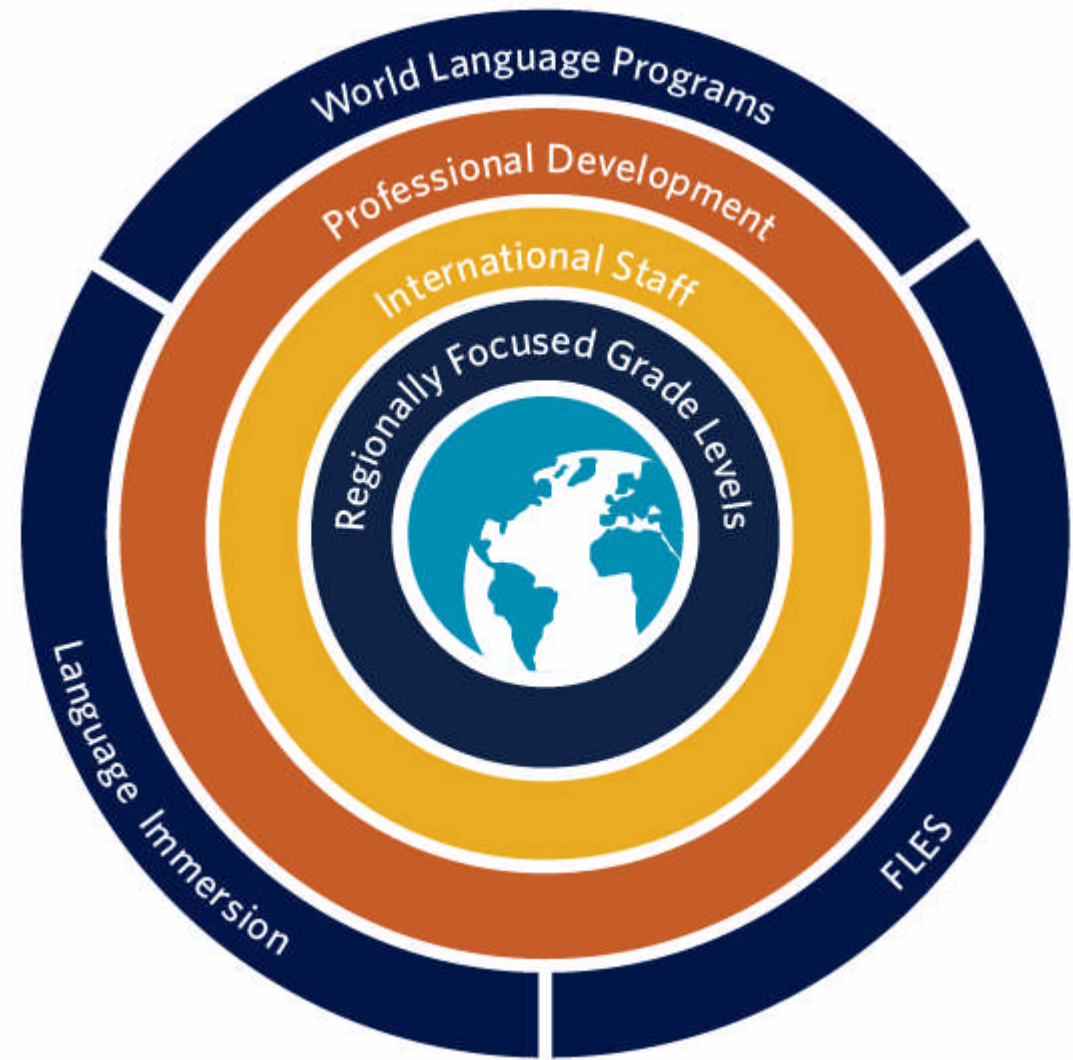 World Language Programs
Professional Development
International Staff
Regionally Focused Grade Levels
Language Immersion
FLES